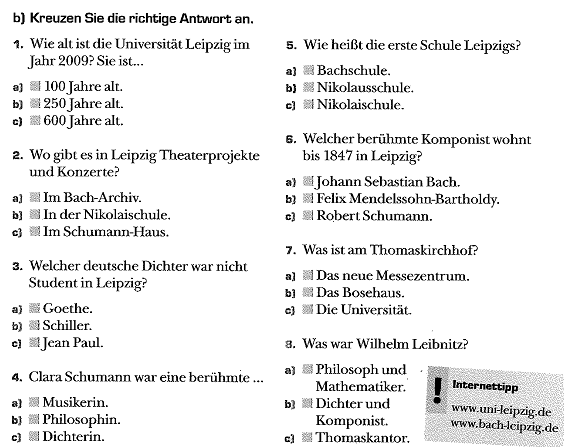 b) Kreuzen Sie die richtige Antwort an.
1. Wie alt ist die Universität Leipzig im
Jahr 2009? Sie ist...
a) 100 Jahre alt.
b) 250 Jahre alt.
c) 600 Jahre alt.
2. Wo gibt es in Leipzig Theaterprojekte
und Konzerte?
a) Im Bach-Archiv.
b) In der Nikolaischule.
c) Im Schumann-Haus.
3. Welcher deutsche Dichter war nicht
Student in Leipzig?
a) Goethe.
b) Schiller.
c) Jean Paul.
4. Clara Schumann war eine berühmte ...
a) Musikerin.
b) Philosophin.
c) Dichterin.
5. Wie heißt die erste Schule Leipzigs?
a) Bachschule.
b) Nikolausschule.
c) Nikolaischule.
6. Welcher berühmte Komponist wohnt
bis 1847 in Leipzig?
a) Johann Sebastian Bach.
b) Felix Mendelssohn-Bartholdy.
c) Robert Schumann.
7. Was ist am Thomaskirchhof?
a) Das neue Messezentrum.
b) Das Bosehaus.
c) Die Universität.
8. Was war Wilhelm Leibnitz?
a) Philosoph und
Mathematiker.
b) Dichter und
Komponist.
c) Thomaskantor.
! Internettipp
www.uni-leipzig.de
www.bach-leipzig.de